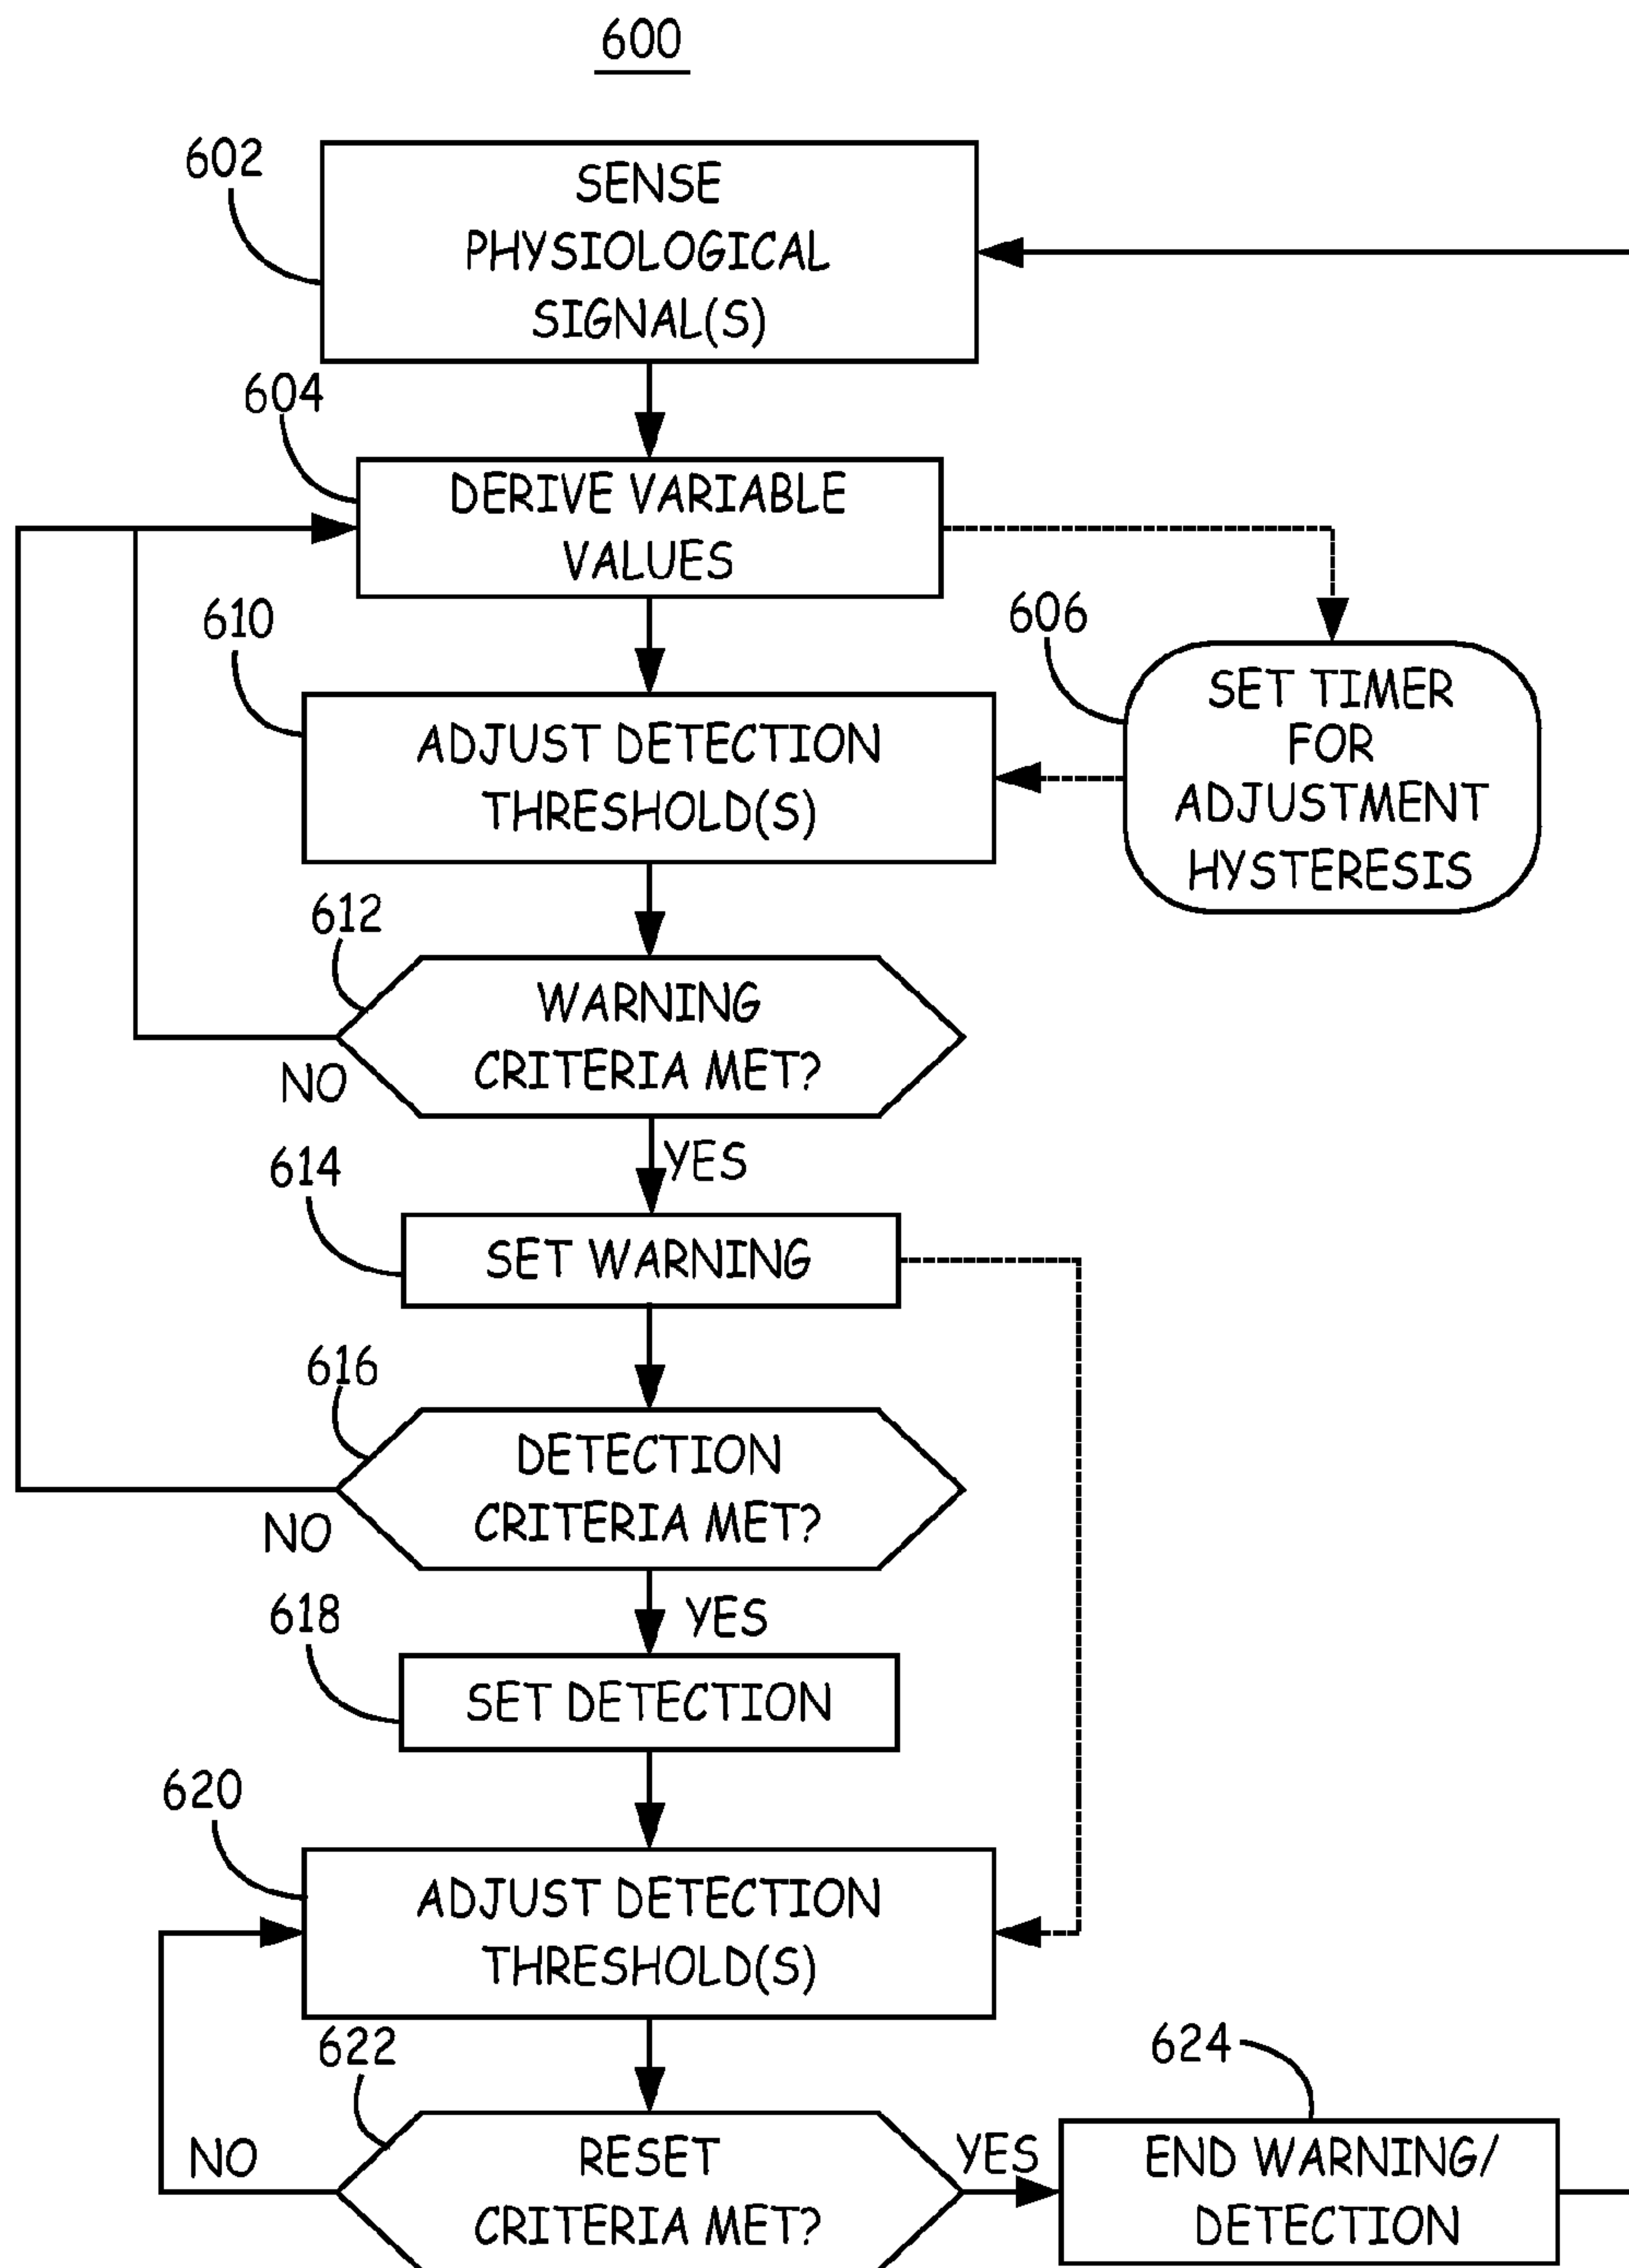 600
602
SENSE
PHYSIOLOGICAL
SIGNAL(S)
604
DERIVE VARIABLE
VALUES
606
SET TIMER
FOR
ADJUSTMENT
HYSTERESIS
610
ADJUST DETECTION
THRESHOLD(S)
612
WARNING
CRITERIA MET?
NO
YES
614
SET WARNING
616
DETECTION
CRITERIA MET?
NO
YES
618
SET DETECTION
620
ADJUST DETECTION
THRESHOLD(S)
622
RESET
CRITERIA MET?
NO
YES
624
END WARNING/
DETECTION